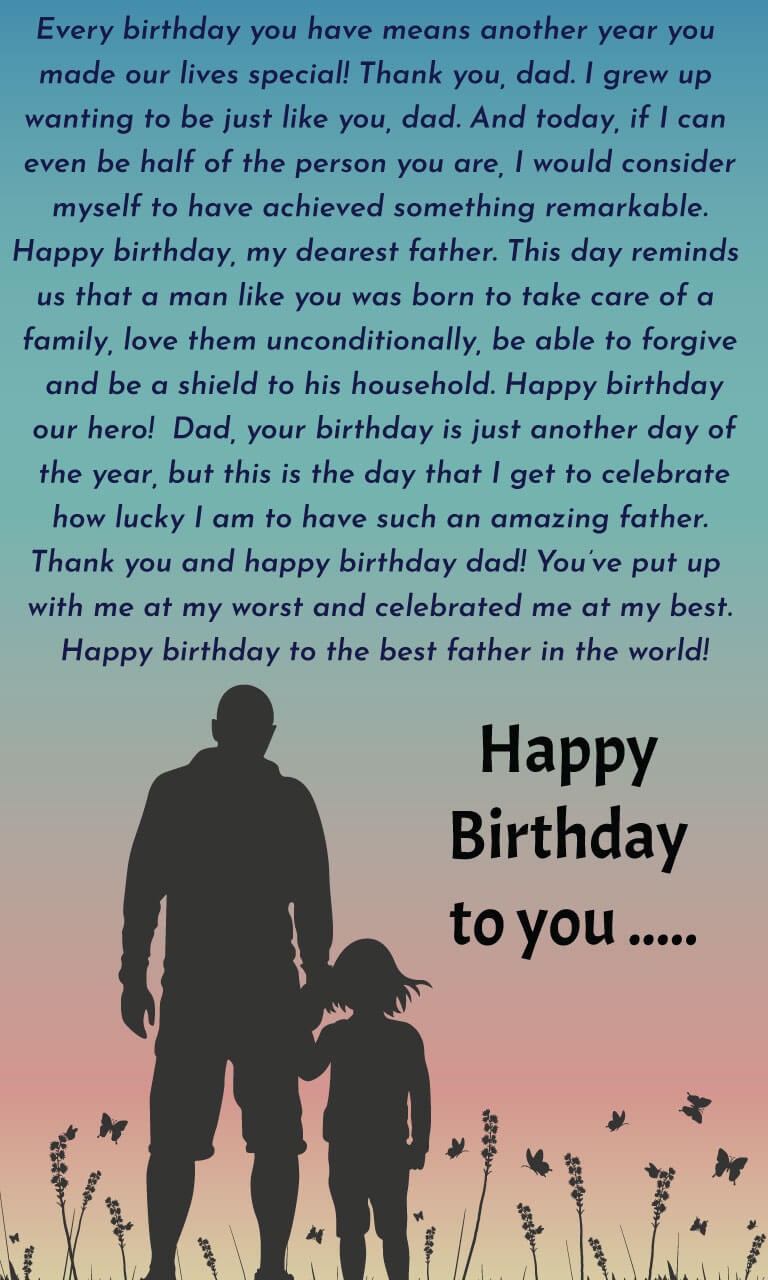 Every birthday you have means another year you
made our lives special! Thank you, dad. I grew up
wanting to be just like you, dad. And today, if I can
even be half of the person you are, I would consider
myself to have achieved something remarkable.
Happy birthday, my dearest father. This day reminds
us that a man like you was born to take care of a
family, love them unconditionally, be able to forgive
and be a shield to his household. Happy birthday
our hero!  Dad, your birthday is just another day of
the year, but this is the day that I get to celebrate
how lucky I am to have such an amazing father.
Thank you and happy birthday dad! You’ve put up
with me at my worst and celebrated me at my best.
Happy birthday to the best father in the world!
Happy
Birthday
to you .....